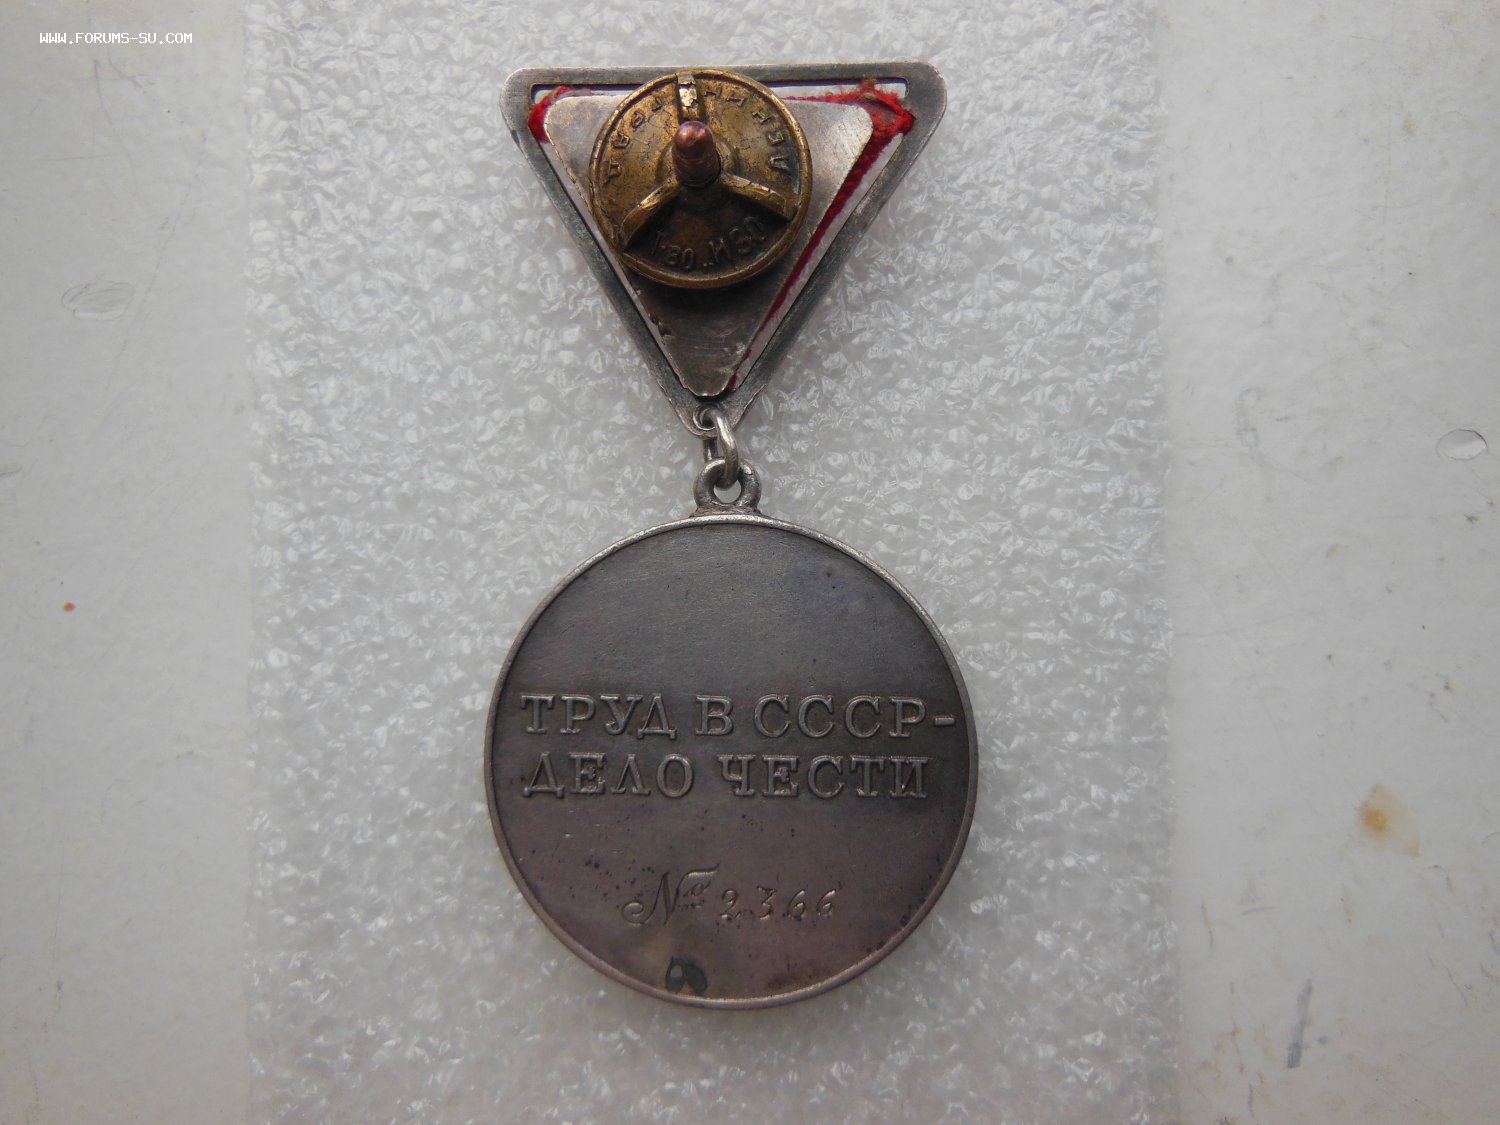 WWW.FORUMS-SU.COM
ТРУД В СССР-
ДЕЛО ЧЕСТИ
№ 2366